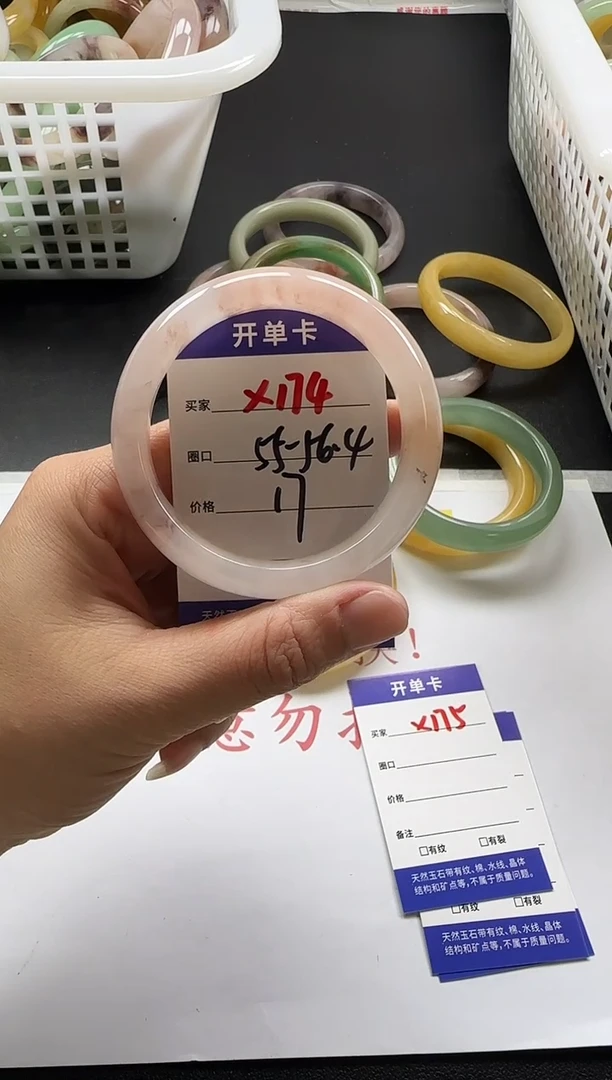 开单卡
买家 x174
圈口 55-56.4
价格 17
换!
您勿扌
开单卡
买家 x175
圈口
价格
备注
□有纹 □有裂
天然玉石带有纹、棉、水线、晶体
结构和矿点等,不属于质量问题。
□有纹 □有裂
天然玉石带有纹、棉、水线、晶体
结构和矿点等,不属于质量问题。